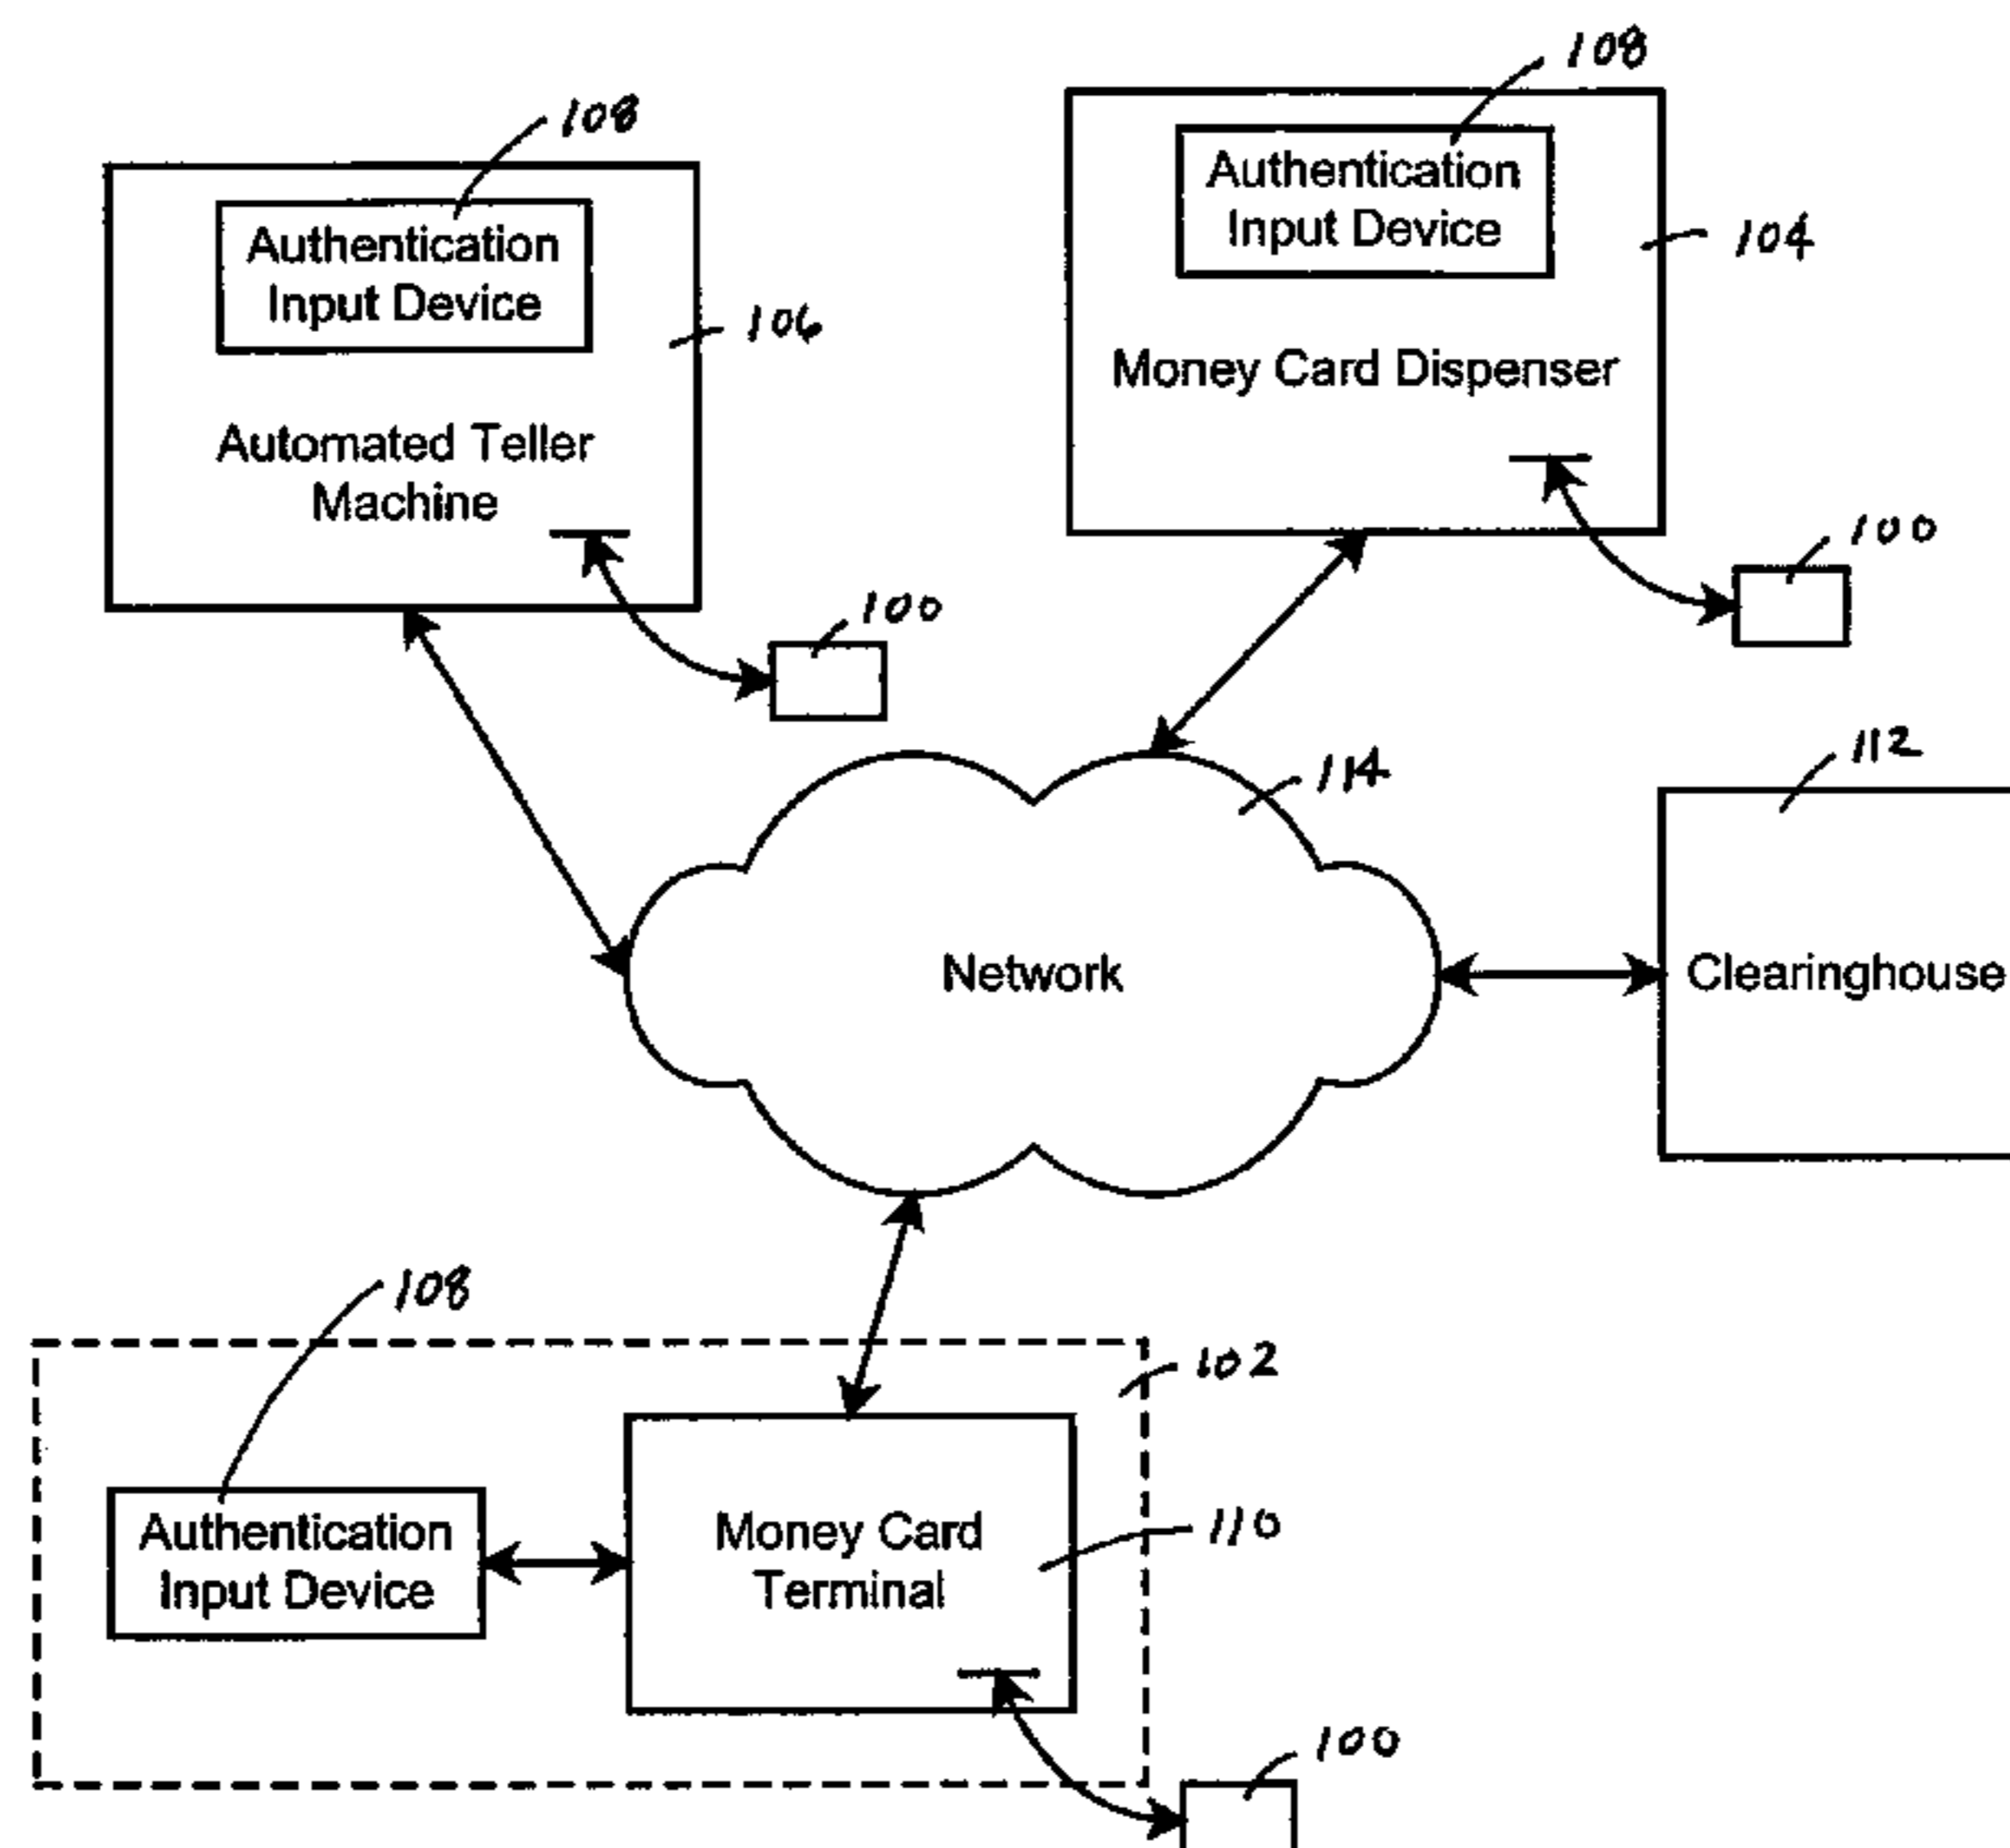 108
108
Authentication
Input Device
104
Authentication
Input Device
106
Money Card Dispenser
Automated Teller
Machine
100
100
112
114
Network
Clearinghouse
108
102
Authentication
Input Device
Money Card
Terminal
110
100